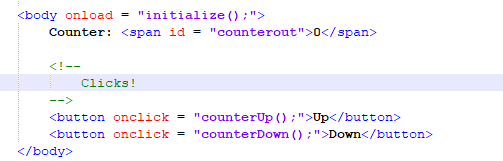 <body onload = "initialize();">
Counter: <span id = "counterout">0</span>
<!--
Clicks!
-->
<button onclick = "counterUp();">Up</button>
<button onclick = "counterDown();">Down</button>
</body>